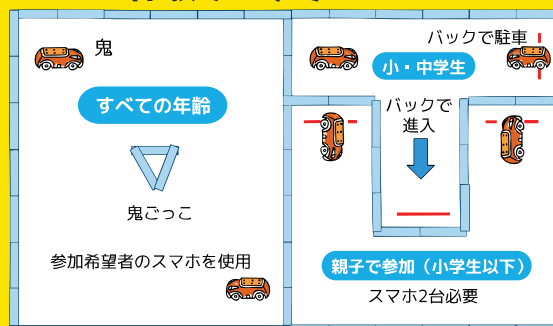 鬼
すべての年齢
鬼ごっこ
参加希望者のスマホを使用
バックで駐車
小・中学生
バックで
進入
親子で参加（小学生以下）
スマホ2台必要